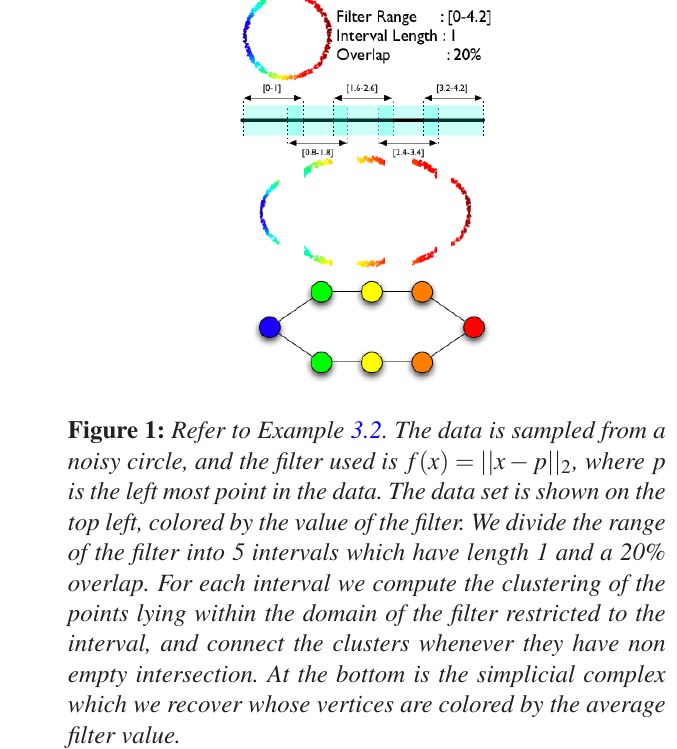 Filter Range : [0-4.2]
Interval Length : 1
Overlap : 20%
[0-1] [1.6-2.6] [3.2-4.2]
[0.8-1.8] [2.4-3.4]
Figure 1: Refer to Example 3.2. The data is sampled from a
noisy circle, and the filter used is f(x) = ||x − p||₂, where p
is the left most point in the data. The data set is shown on the
top left, colored by the value of the filter. We divide the range
of the filter into 5 intervals which have length 1 and a 20%
overlap. For each interval we compute the clustering of the
points lying within the domain of the filter restricted to the
interval, and connect the clusters whenever they have non
empty intersection. At the bottom is the simplicial complex
which we recover whose vertices are colored by the average
filter value.